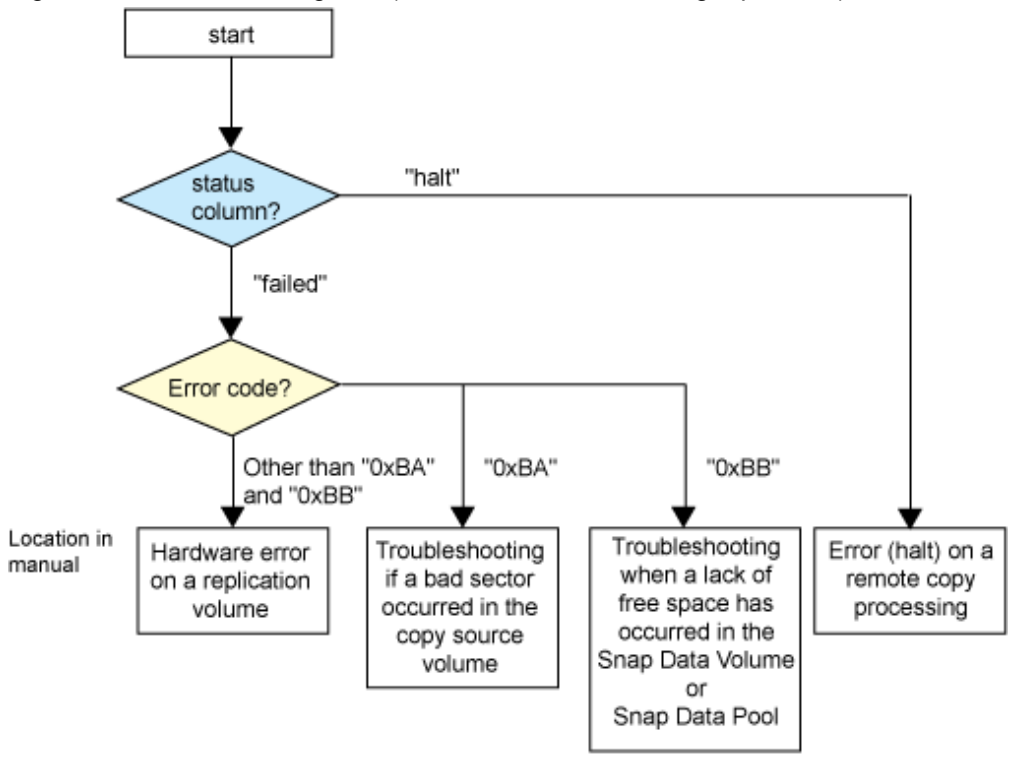 start
status
column?
"halt"
"failed"
Error code?
Other than "0xBA"
and "0xBB"
"0xBA"
"0xBB"
Location in
manual
Hardware error
on a replication
volume
Troubleshooting
if a bad sector
occurred in the
copy source
volume
Troubleshooting
when a lack of
free space has
occurred in the
Snap Data Volume
or
Snap Data Pool
Error (halt) on a
remote copy
processing